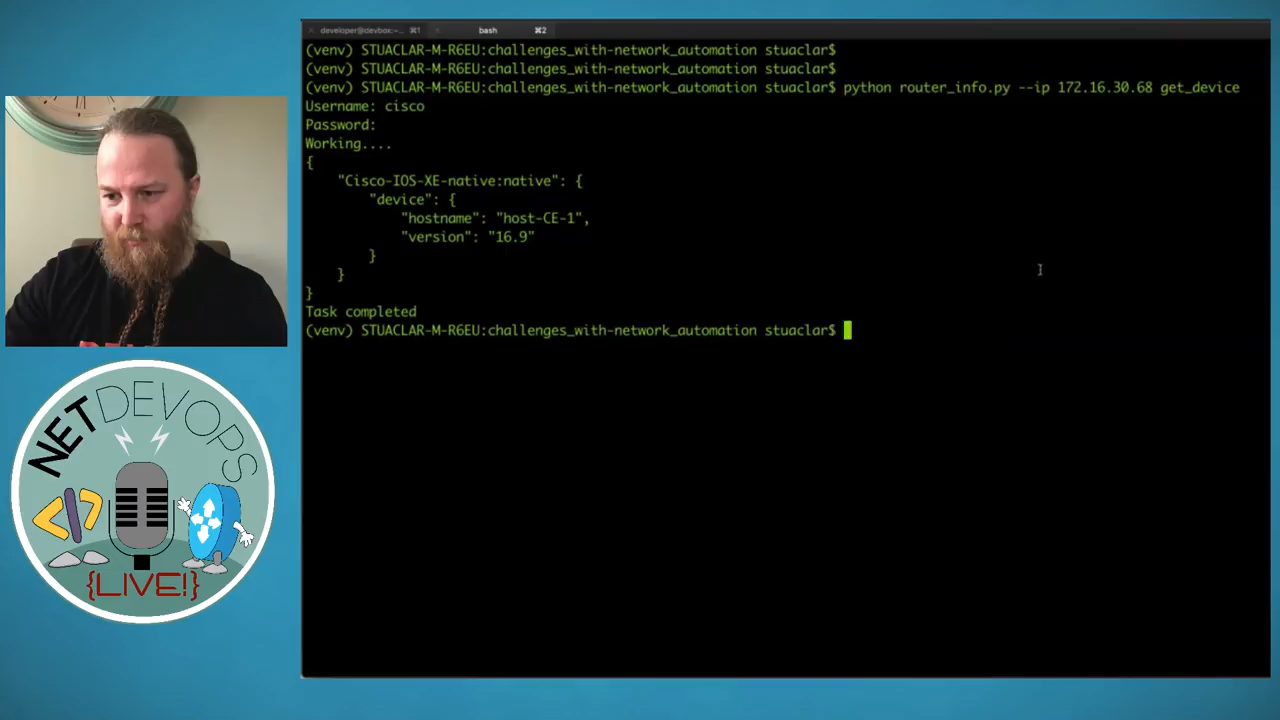 developer@devbox:~... ⌘1 bash ⌘2
(venv) STUACLAR-M-R6EU:challenges_with-network_automation stuaclar$
(venv) STUACLAR-M-R6EU:challenges_with-network_automation stuaclar$
(venv) STUACLAR-M-R6EU:challenges_with-network_automation stuaclar$ python router_info.py --ip 172.16.30.68 get_device
Username: cisco
Password:
Working....
{
    "Cisco-IOS-XE-native:native": {
        "device": {
            "hostname": "host-CE-1",
            "version": "16.9"
        }
    }
}
Task completed
(venv) STUACLAR-M-R6EU:challenges_with-network_automation stuaclar$
NETDEVOPS
</>
{LIVE!}